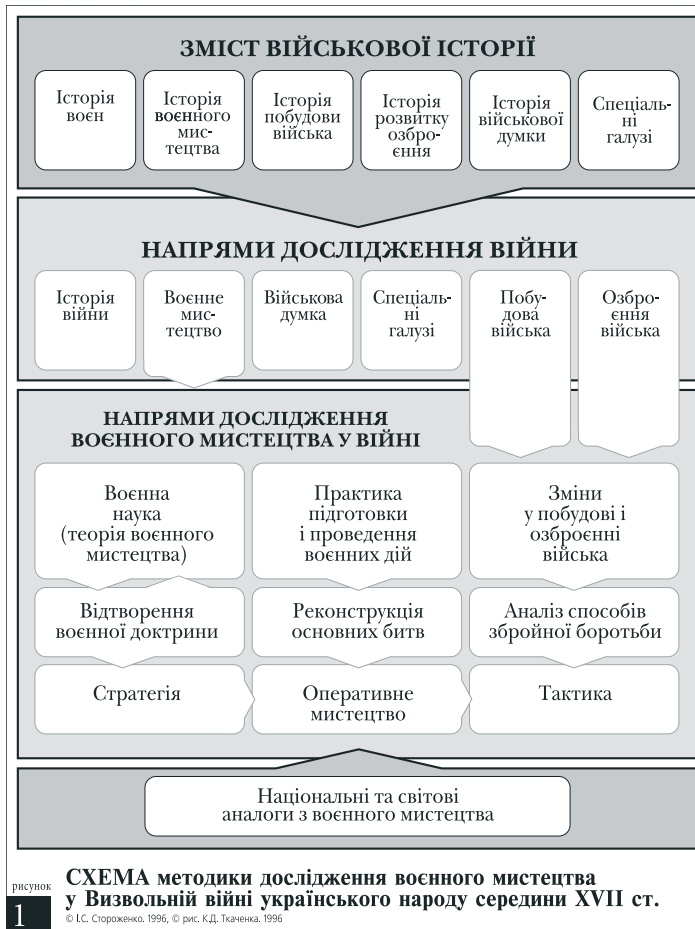 ЗМІСТ ВІЙСЬКОВОЇ ІСТОРІЇ
Історія
воєн
Історія
воєнного
мис-
тецтва
Історія
побудови
війська
Історія
розвитку
озбро-
єння
Історія
військової
думки
Спеціаль-
ні
галузі
НАПРЯМИ ДОСЛІДЖЕННЯ ВІЙНИ
Історія
війни
Воєнне
мис-
тецтво
Військова
думка
Спеціаль-
ні
галузі
Побу-
дова
війська
Озбро-
єння
війська
НАПРЯМИ ДОСЛІДЖЕННЯ
ВОЄННОГО МИСТЕЦТВА У ВІЙНІ
Воєнна
наука
(теорія воєнного
мистецтва)
Практика
підготовки
і проведення
воєнних дій
Зміни
у побудові і
озброєнні
війська
Відтворення
воєнної доктрини
Реконструкція
основних битв
Аналіз способів
збройної боротьби
Стратегія
Оперативне
мистецтво
Тактика
Національні та світові
аналоги з воєнного мистецтва
рисунок
1
СХЕМА методики дослідження воєнного мистецтва
у Визвольній війні українського народу середини XVII ст.
© І.С. Стороженко. 1996, © рис. К.Д. Ткаченка. 1996